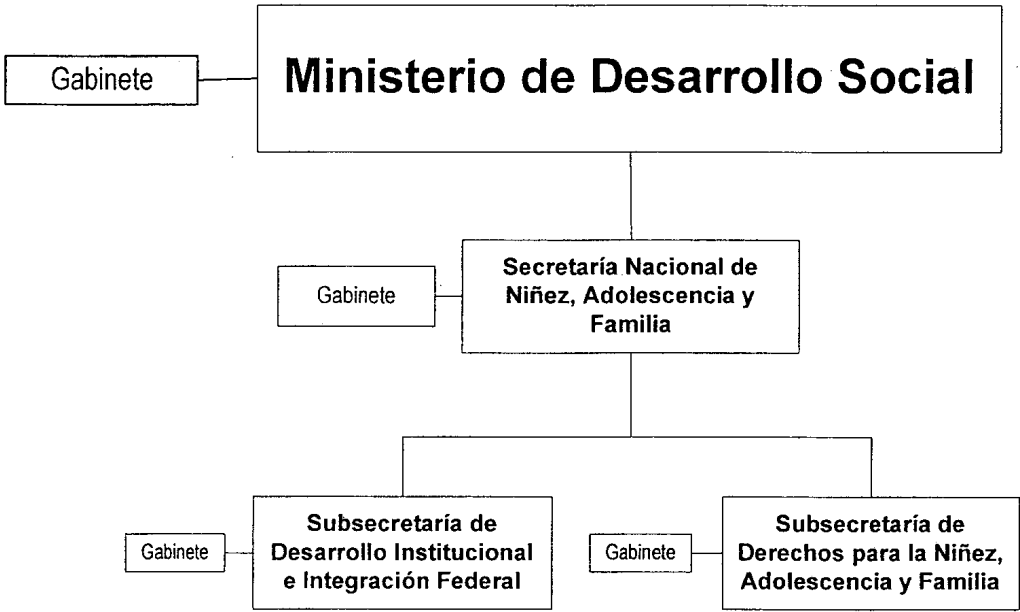 Gabinete
Ministerio de Desarrollo Social
Gabinete
Secretaría Nacional de
Niñez, Adolescencia y
Familia
Gabinete
Subsecretaría de
Desarrollo Institucional
e Integración Federal
Gabinete
Subsecretaría de
Derechos para la Niñez,
Adolescencia y Familia